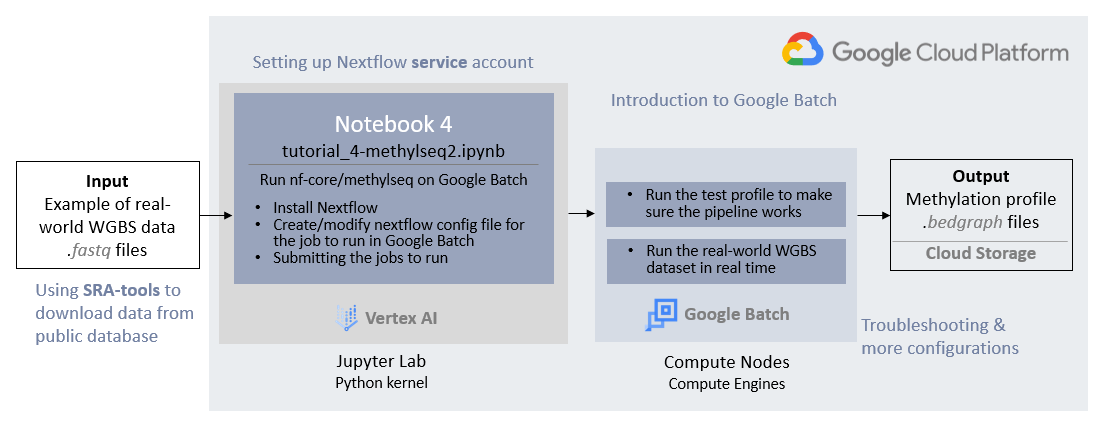 Google Cloud Platform
Setting up Nextflow service account
Introduction to Google Batch
Input
Example of real-
world WGBS data
.fastq files
Using SRA-tools to
download data from
public database
Notebook 4
tutorial_4-methylseq2.ipynb
Run nf-core/methylseq on Google Batch
• Install Nextflow
• Create/modify nextflow config file for
the job to run in Google Batch
• Submitting the jobs to run
Vertex AI
Jupyter Lab
Python kernel
• Run the test profile to make
sure the pipeline works
• Run the real-world WGBS
dataset in real time
Google Batch
Compute Nodes
Compute Engines
Output
Methylation profile
.bedgraph files
Cloud Storage
Troubleshooting &
more configurations